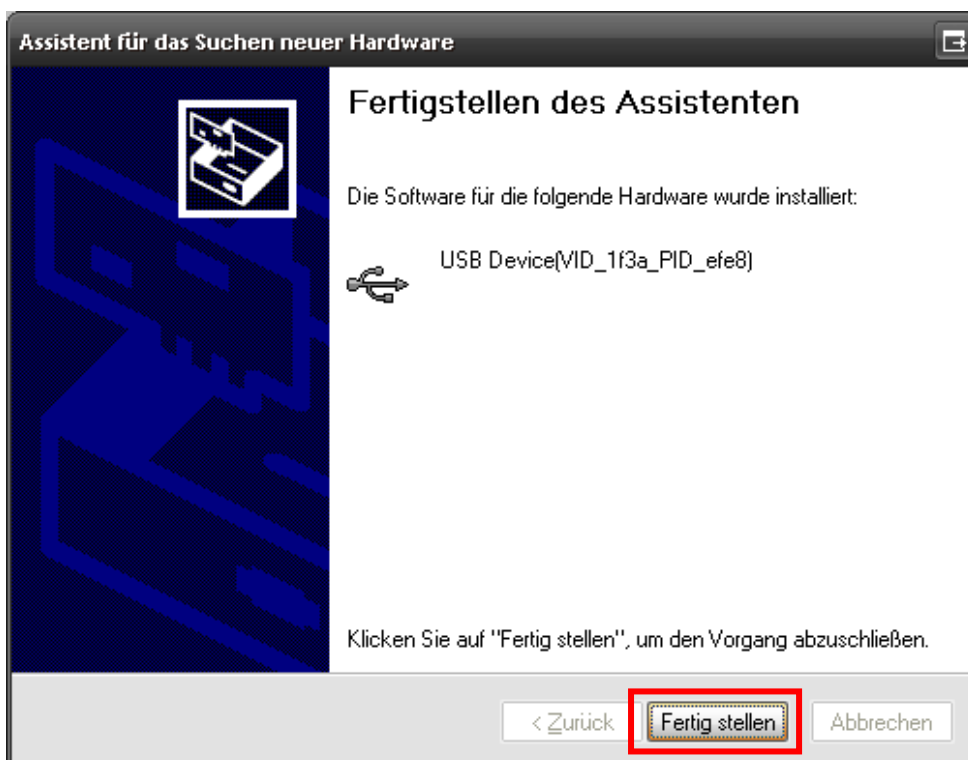 Assistent für das Suchen neuer Hardware
Fertigstellen des Assistenten
Die Software für die folgende Hardware wurde installiert:
USB Device(VID_1f3a_PID_efe8)
Klicken Sie auf "Fertig stellen", um den Vorgang abzuschließen.
< Zurück Fertig stellen Abbrechen